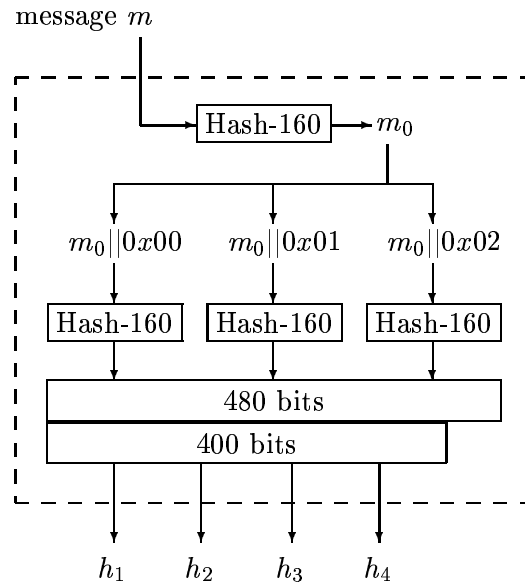 message m
Hash-160 m₀
m₀||0x00 m₀||0x01 m₀||0x02
Hash-160 Hash-160 Hash-160
480 bits
400 bits
h₁ h₂ h₃ h₄